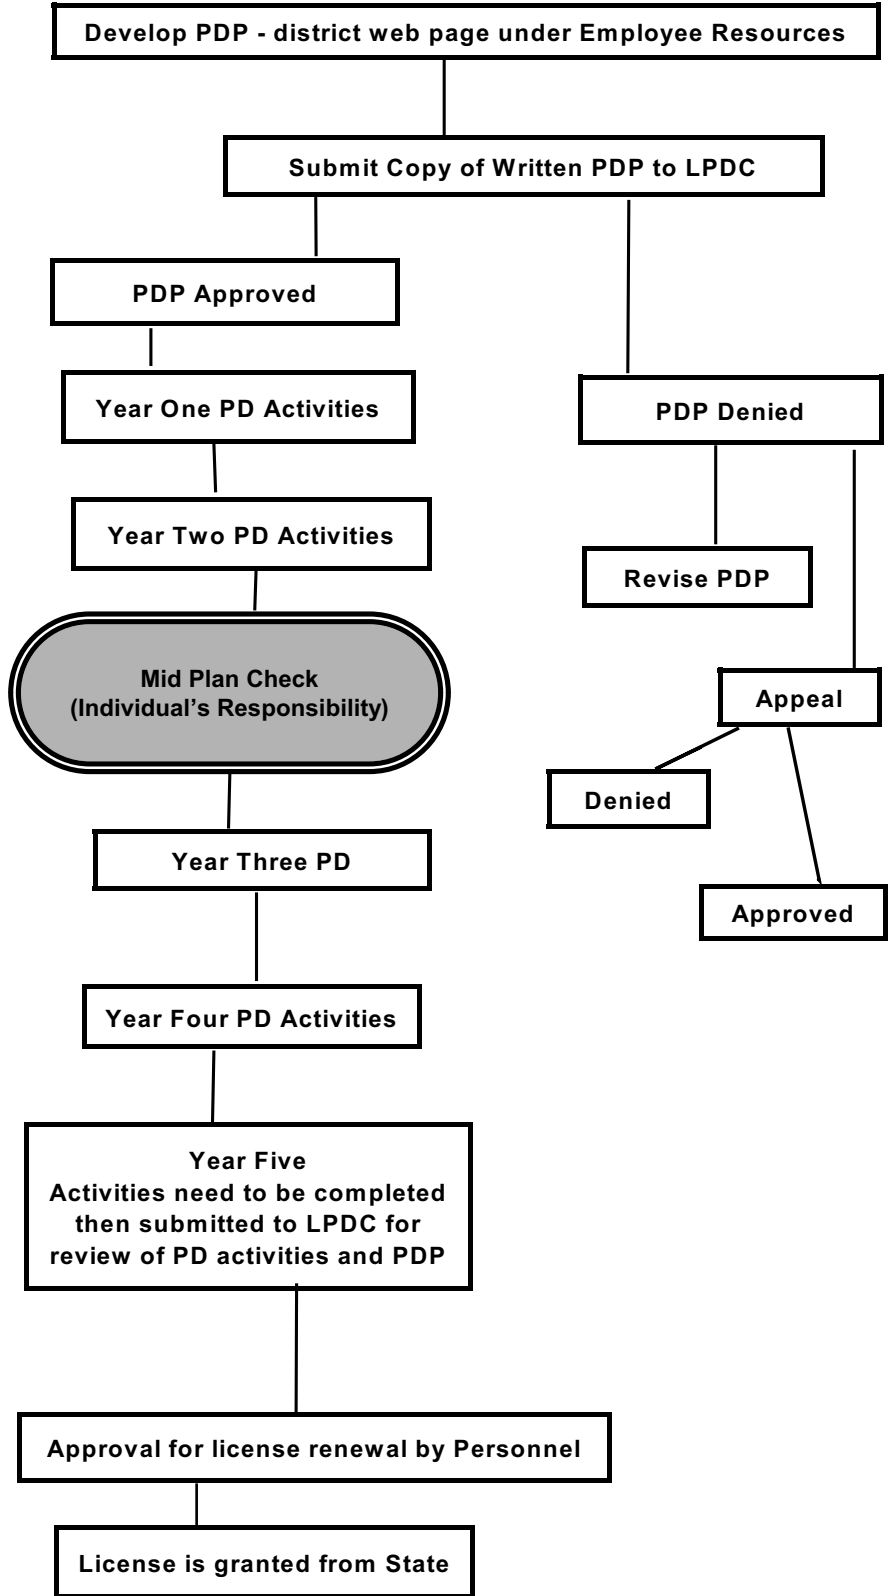 Develop PDP - district web page under Employee Resources
Submit Copy of Written PDP to LPDC
PDP Approved
Year One PD Activities
PDP Denied
Year Two PD Activities
Revise PDP
Mid Plan Check
(Individual’s Responsibility)
Appeal
Denied
Year Three PD
Approved
Year Four PD Activities
Year Five
Activities need to be completed
then submitted to LPDC for
review of PD activities and PDP
Approval for license renewal by Personnel
License is granted from State